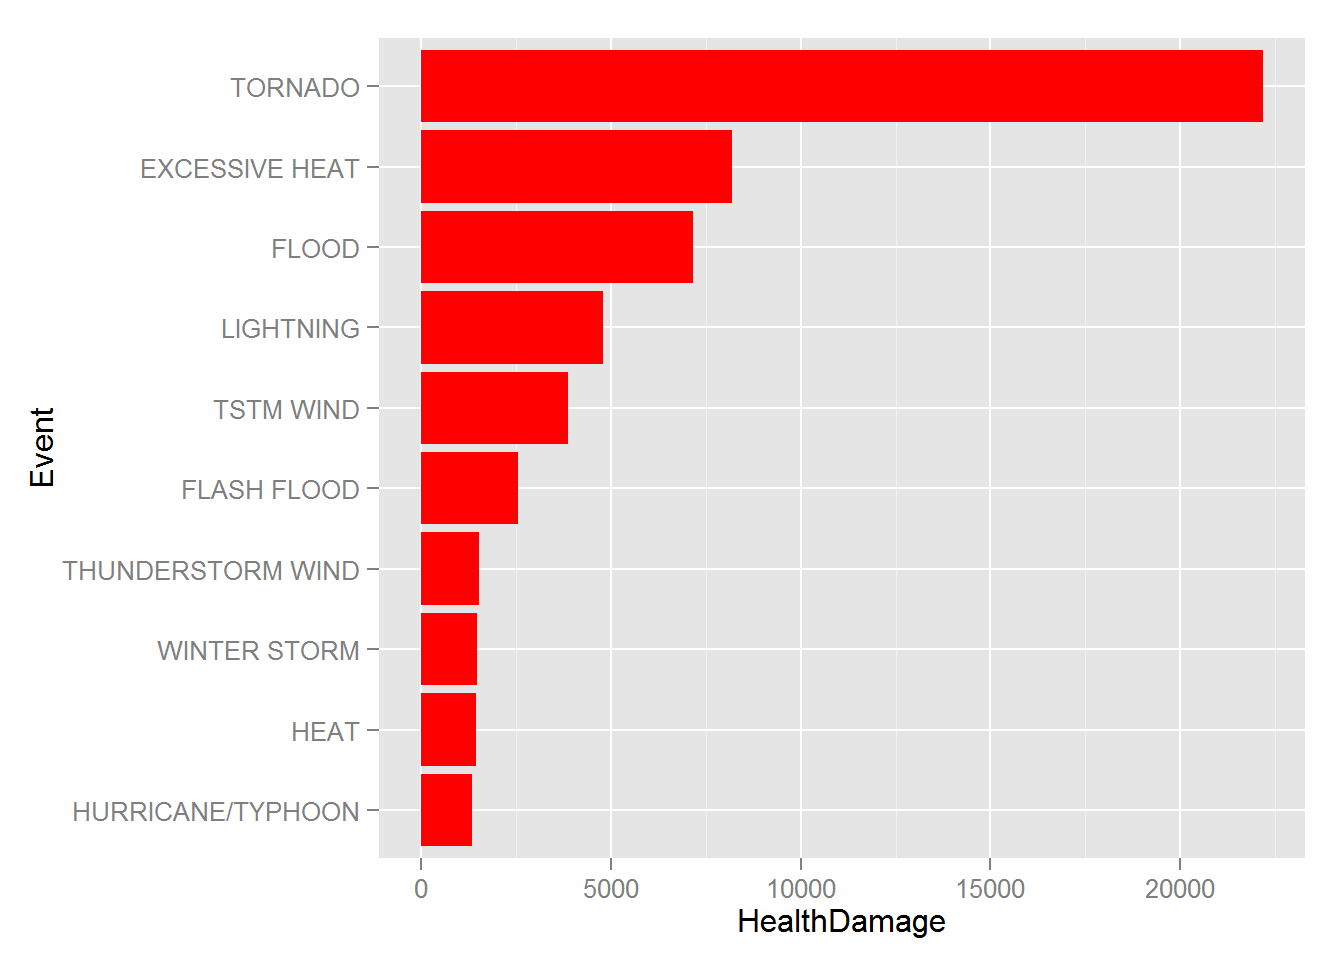 TORNADO
EXCESSIVE HEAT
FLOOD
LIGHTNING
TSTM WIND
FLASH FLOOD
THUNDERSTORM WIND
WINTER STORM
HEAT
HURRICANE/TYPHOON
Event
0 5000 10000 15000 20000
HealthDamage